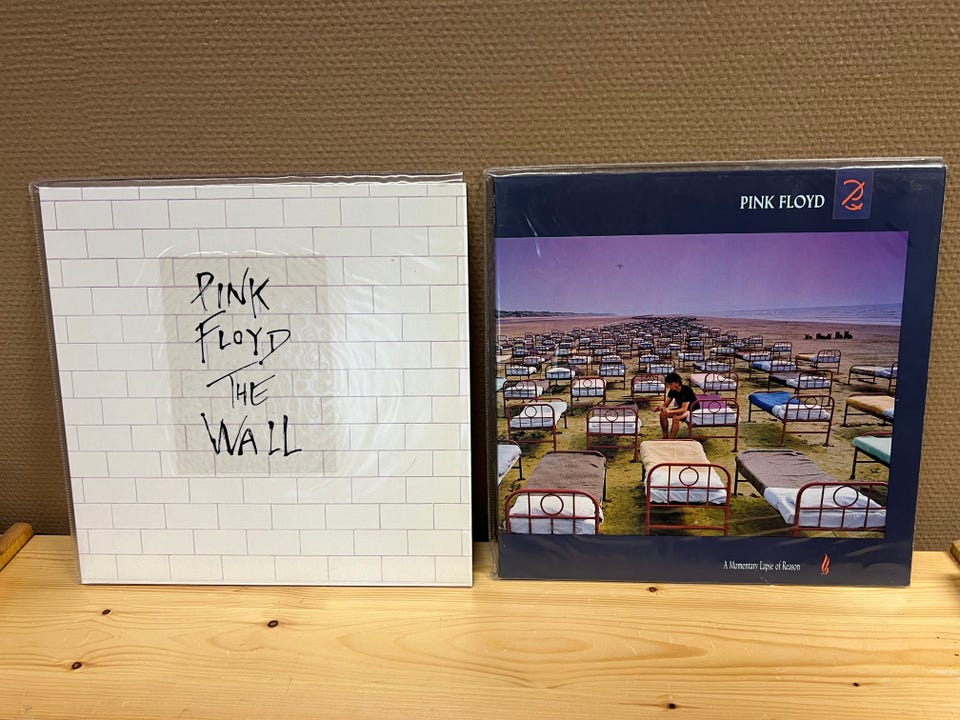 PINK
FLOYD
THE
WALL
PINK FLOYD
A Momentary Lapse of Reason